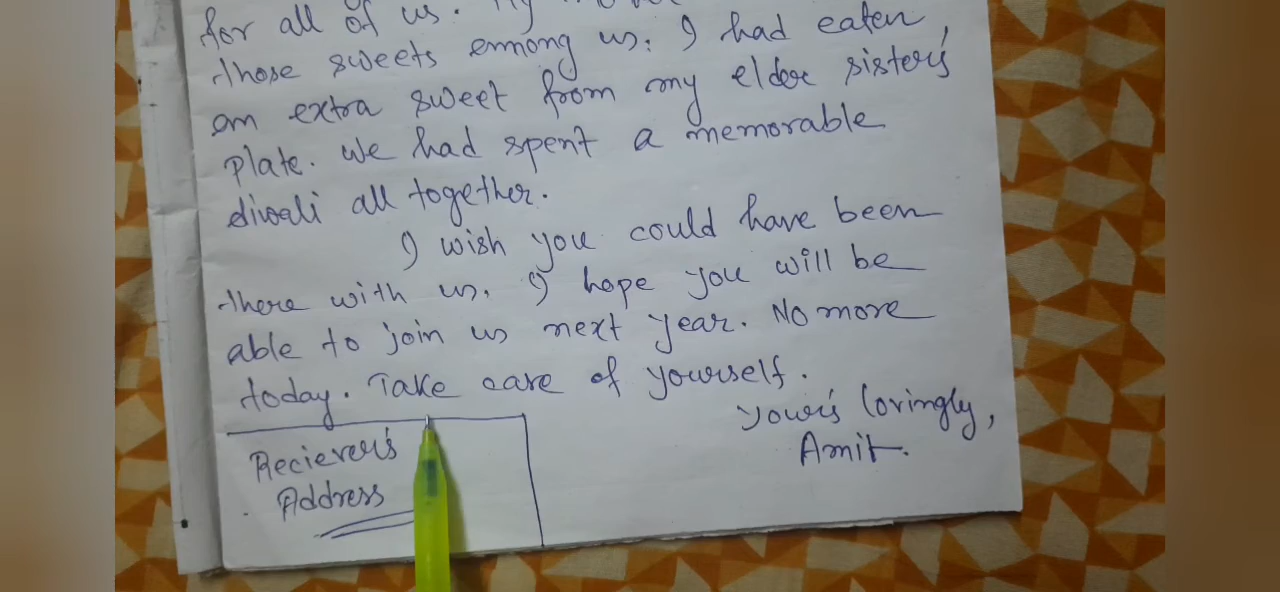 for all of us.
those sweets emmong us. I had eaten,
an extra sweet from my elder sister's
plate. We had spent a memorable
diwali all together.
I wish you could have been
there with us. I hope you will be
able to join us next year. No more
today. Take care of yourself.
Your's lovingly,
Amit.
Reciever's
Address